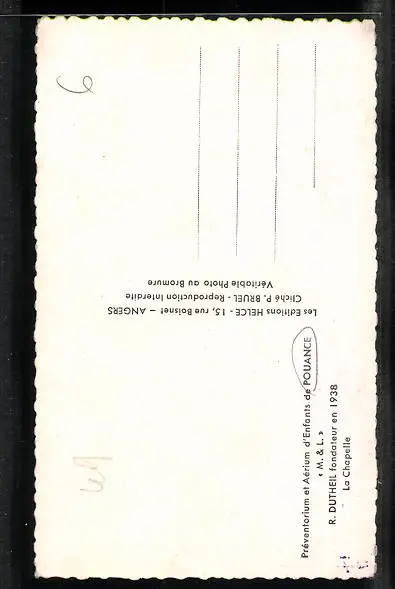 Préventorium et Aérium d'Enfants de POUANCE
« M. & L. »
R. DUTHEIL fondateur en 1938
La Chapelle
Les Editions HELCE - 15, rue Boisnet — ANGERS
Cliché P. BRUEL - Reproduction Interdite
Véritable Photo au Bromure
6